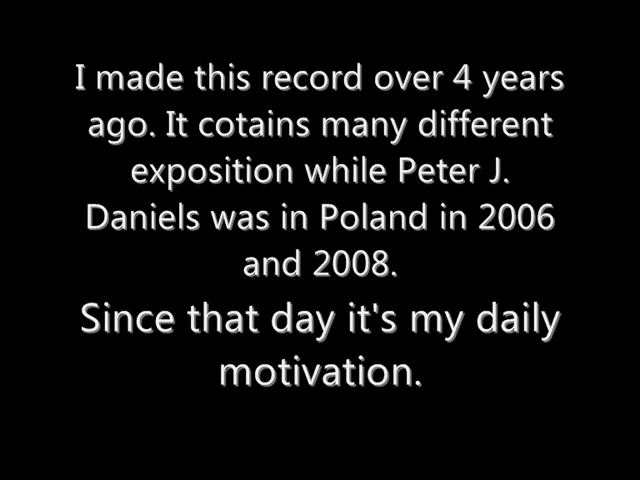 I made this record over 4 years
ago. It cotains many different
exposition while Peter J.
Daniels was in Poland in 2006
and 2008.
Since that day it's my daily
motivation.